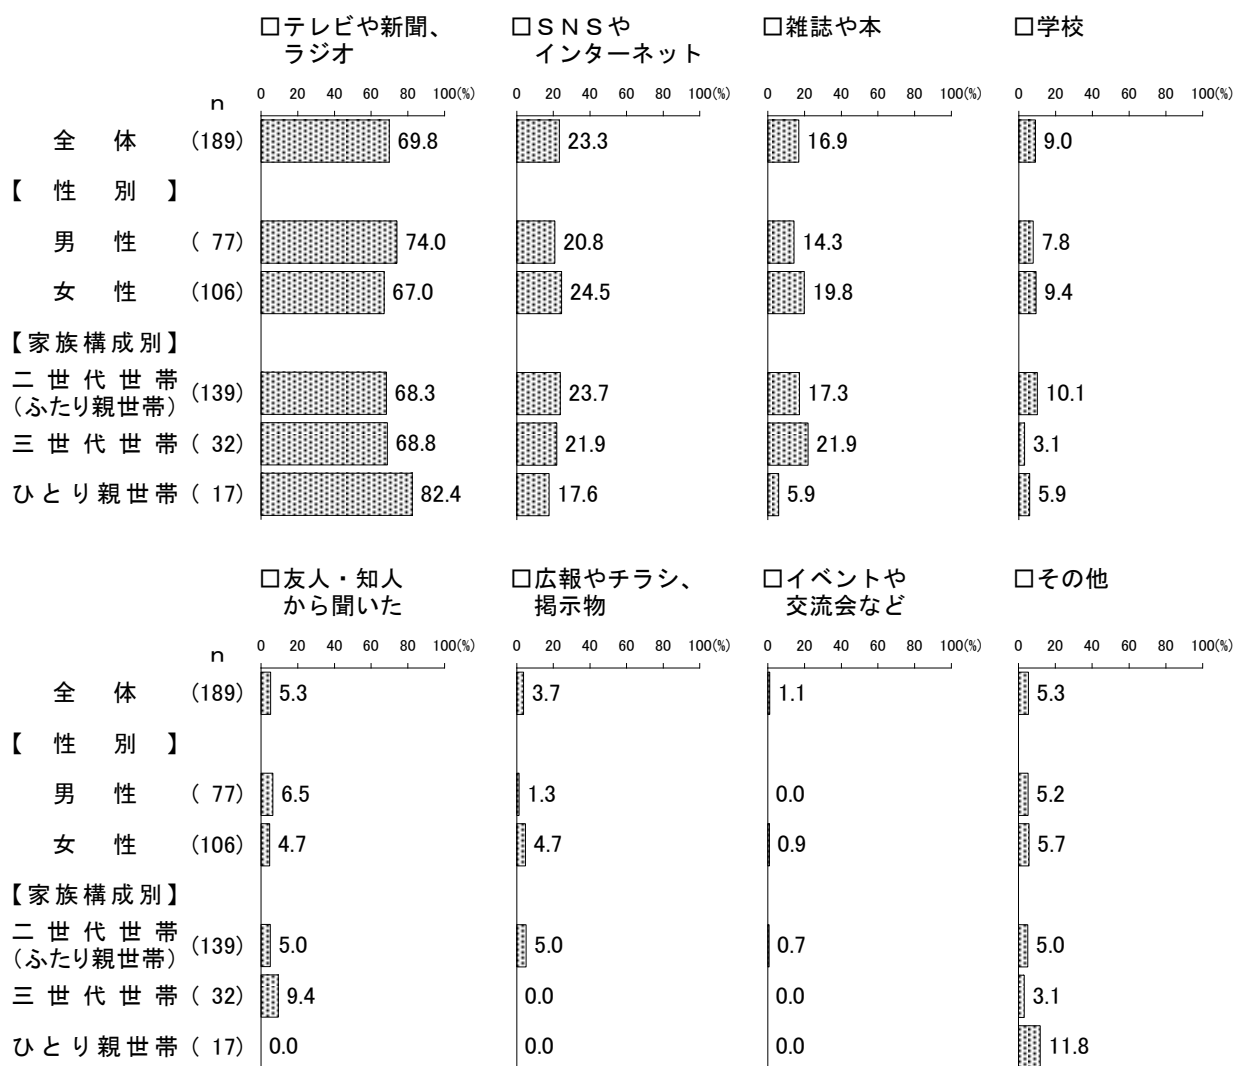 □テレビや新聞、 □ＳＮＳや □雑誌や本 □学校
ラジオ インターネット
0 20 40 60 80 100(%) 0 20 40 60 80 100(%) 0 20 40 60 80 100(%) 0 20 40 60 80 100(%)
n
全体 (189) 69.8 23.3 16.9 9.0
【性別】
男性 ( 77) 74.0 20.8 14.3 7.8
女性 (106) 67.0 24.5 19.8 9.4
【家族構成別】
二世代世帯
(ふたり親世帯) (139) 68.3 23.7 17.3 10.1
三世代世帯 ( 32) 68.8 21.9 21.9 3.1
ひとり親世帯 ( 17) 82.4 17.6 5.9 5.9
□友人・知人 □広報やチラシ、 □イベントや □その他
から聞いた 掲示物 交流会など
0 20 40 60 80 100(%) 0 20 40 60 80 100(%) 0 20 40 60 80 100(%) 0 20 40 60 80 100(%)
n
全体 (189) 5.3 3.7 1.1 5.3
【性別】
男性 ( 77) 6.5 1.3 0.0 5.2
女性 (106) 4.7 4.7 0.9 5.7
【家族構成別】
二世代世帯
(ふたり親世帯) (139) 5.0 5.0 0.7 5.0
三世代世帯 ( 32) 9.4 0.0 0.0 3.1
ひとり親世帯 ( 17) 0.0 0.0 0.0 11.8